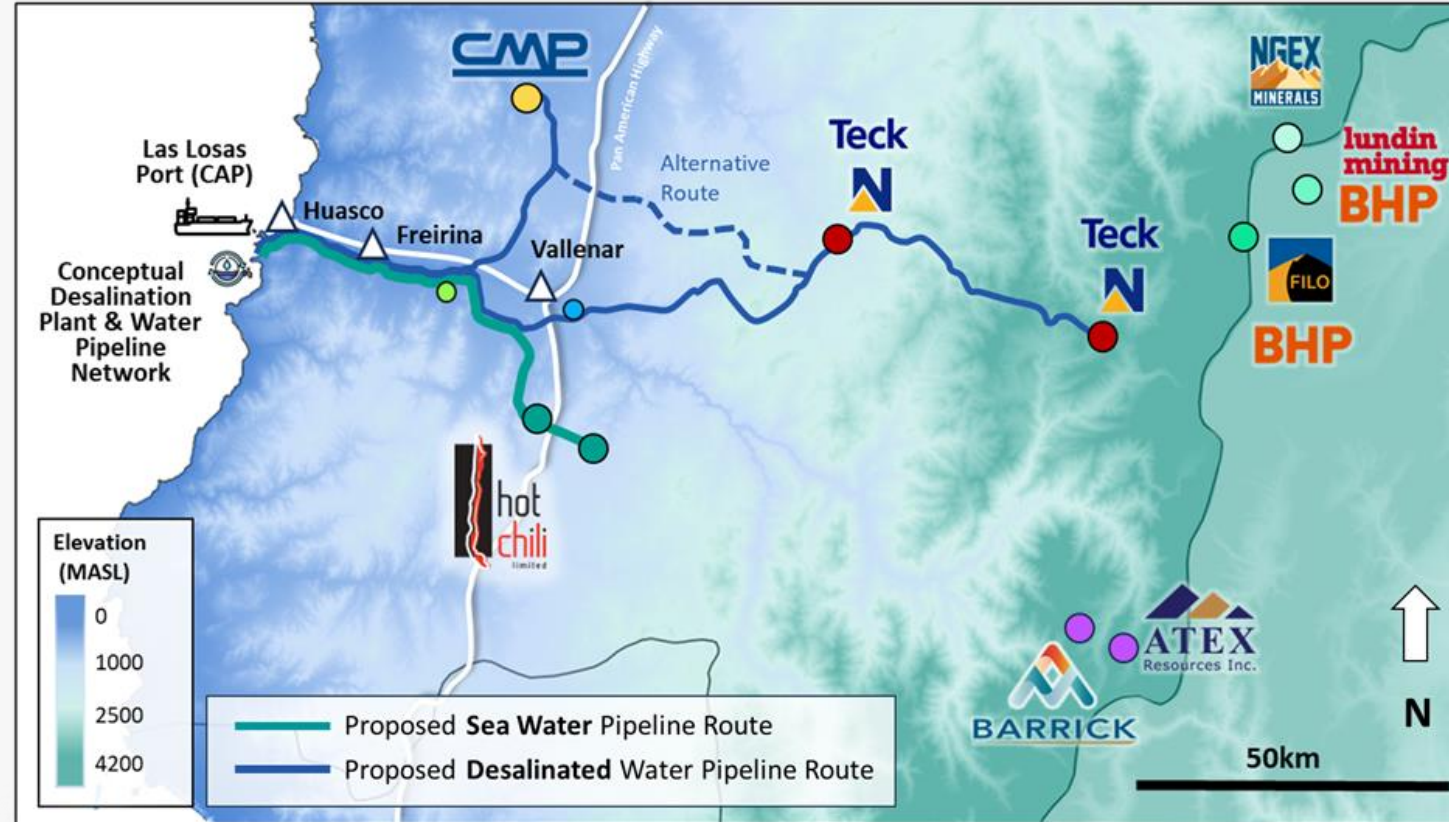 CMP
Pan American Highway
NGEX
MINERALS
Las Losas
Port (CAP)
Alternative
Route
Teck
N
lundin
mining
BHP
Huasco
Freirina
Vallenar
Teck
N
FILO
BHP
Conceptual
Desalination
Plant & Water
Pipeline
Network
hot
chili
limited
Elevation
(MASL)
0
1000
2500
4200
ATEX
Resources Inc.
BARRICK
N
50km
Proposed Sea Water Pipeline Route
Proposed Desalinated Water Pipeline Route